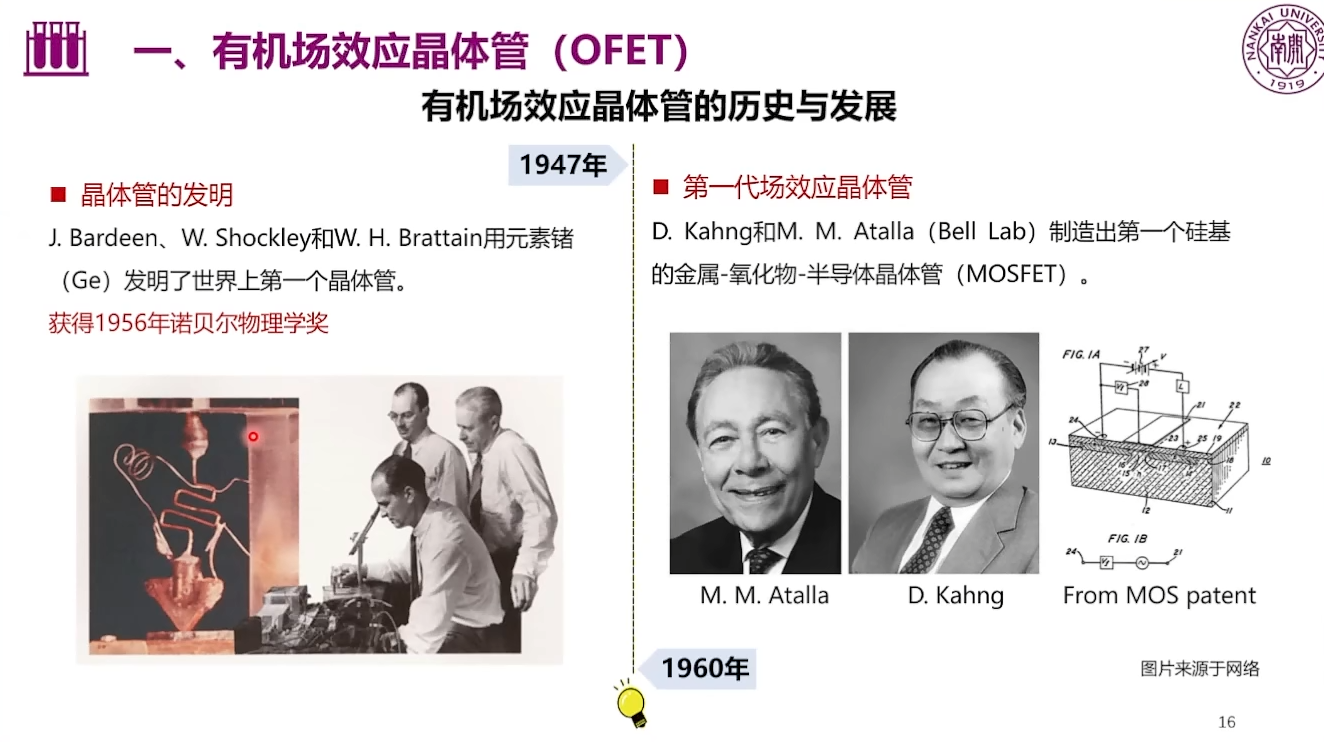 一、有机场效应晶体管（OFET）
NANKAI UNIVERSITY
南开
1919
有机场效应晶体管的历史与发展
1947年
■ 晶体管的发明
J. Bardeen、W. Shockley和W. H. Brattain用元素锗
（Ge）发明了世界上第一个晶体管。
获得1956年诺贝尔物理学奖
■ 第一代场效应晶体管
D. Kahng和M. M. Atalla（Bell Lab）制造出第一个硅基
的金属-氧化物-半导体晶体管（MOSFET）。
FIG. 1A
27
V
28
L
21
22
24
13
23
25
19
18
10
16
15
12
11
FIG. 1B
24
21
M. M. Atalla
D. Kahng
From MOS patent
1960年
图片来源于网络
16